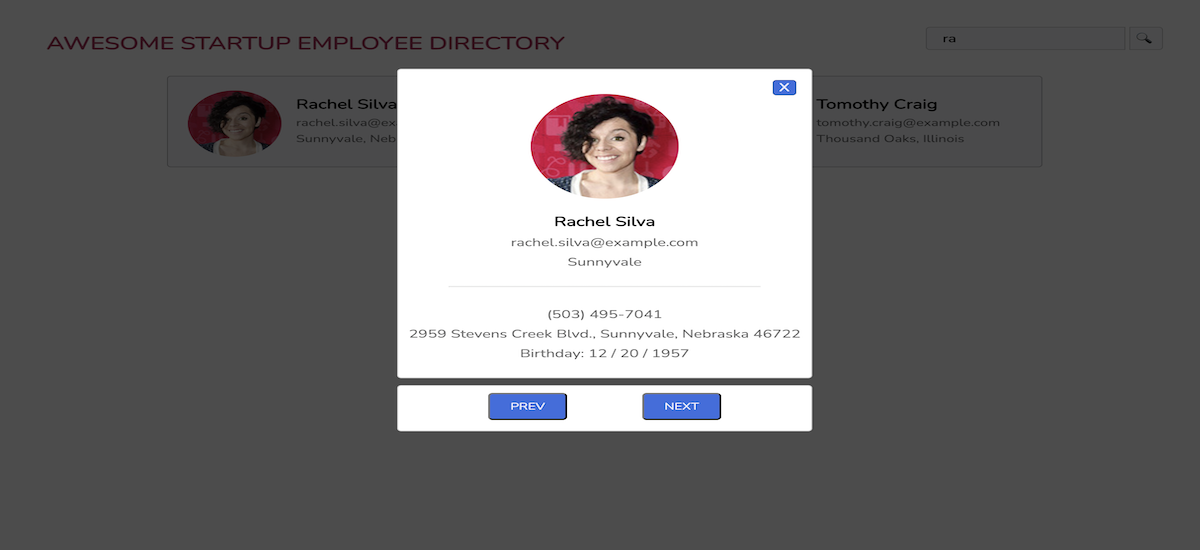 AWESOME STARTUP EMPLOYEE DIRECTORY
ra
Rachel Silva
rachel.silva@ex
Sunnyvale, Neb
Tomothy Craig
tomothy.craig@example.com
Thousand Oaks, Illinois
X
Rachel Silva
rachel.silva@example.com
Sunnyvale
(503) 495-7041
2959 Stevens Creek Blvd., Sunnyvale, Nebraska 46722
Birthday: 12 / 20 / 1957
PREV
NEXT